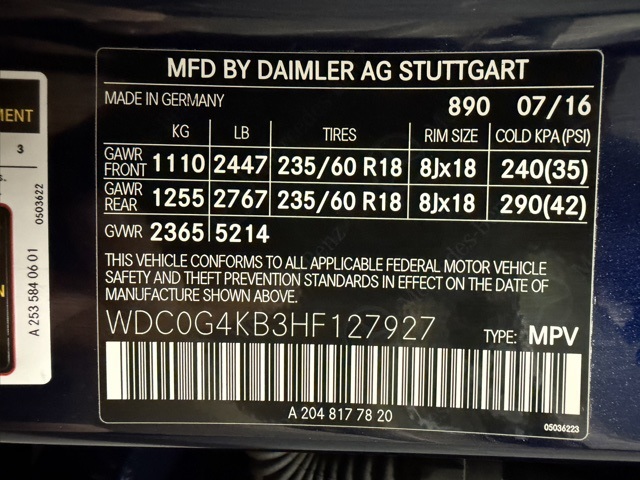 MFD BY DAIMLER AG STUTTGART
MADE IN GERMANY 890 07/16
KG LB TIRES RIM SIZE COLD KPA(PSI)
GAWR FRONT 1110 2447 235/60 R18 8Jx18 240(35)
GAWR REAR 1255 2767 235/60 R18 8Jx18 290(42)
GVWR 2365 5214
THIS VEHICLE CONFORMS TO ALL APPLICABLE FEDERAL MOTOR VEHICLE
SAFETY AND THEFT PREVENTION STANDARDS IN EFFECT ON THE DATE
OF MANUFACTURE SHOWN ABOVE.
WDC0G4KB3HF127927 TYPE: MPV
A 204 817 78 20
05036223
MENT
3
0503622
A 253 584 06 01